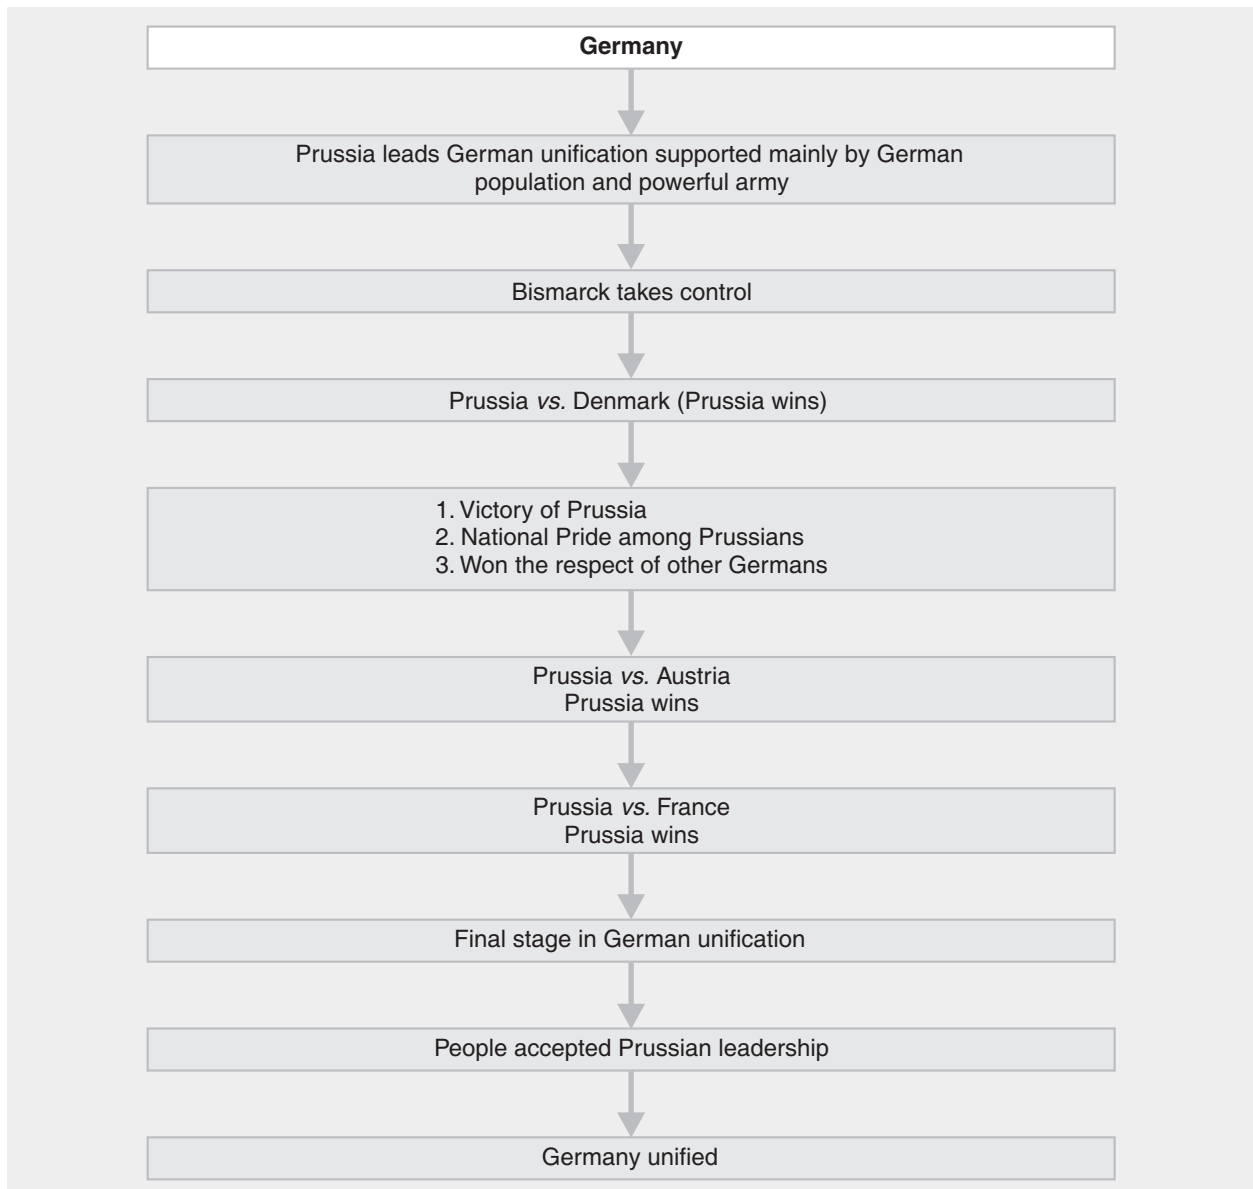 Germany
Prussia leads German unification supported mainly by German
population and powerful army
Bismarck takes control
Prussia vs. Denmark (Prussia wins)
1. Victory of Prussia
2. National Pride among Prussians
3. Won the respect of other Germans
Prussia vs. Austria
Prussia wins
Prussia vs. France
Prussia wins
Final stage in German unification
People accepted Prussian leadership
Germany unified